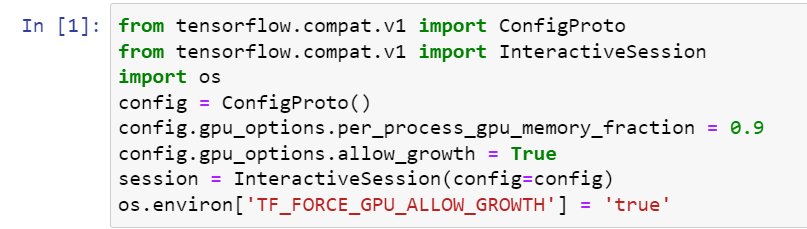 In [1]: from tensorflow.compat.v1 import ConfigProto
from tensorflow.compat.v1 import InteractiveSession
import os
config = ConfigProto()
config.gpu_options.per_process_gpu_memory_fraction = 0.9
config.gpu_options.allow_growth = True
session = InteractiveSession(config=config)
os.environ['TF_FORCE_GPU_ALLOW_GROWTH'] = 'true'